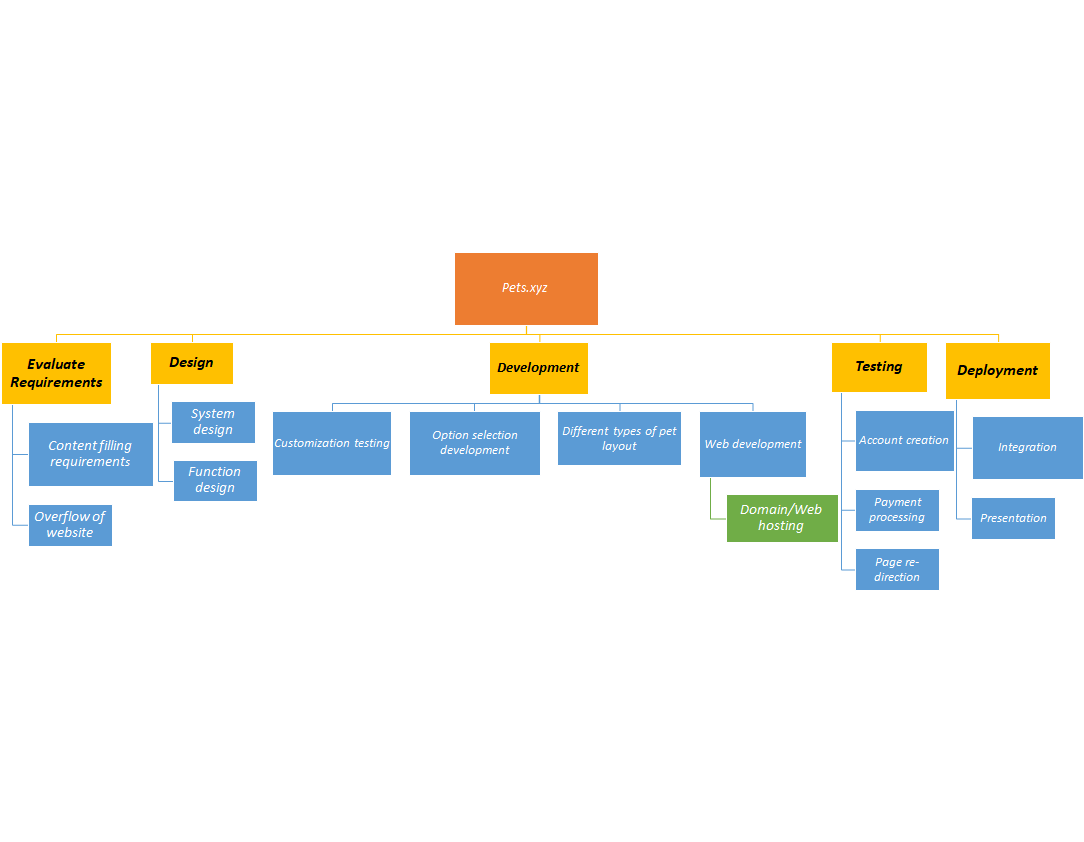 Pets.xyz
Evaluate
Requirements
Content filling
requirements
Overflow of
website
Design
System
design
Function
design
Development
Customization testing
Option selection
development
Different types of pet
layout
Web development
Domain/Web
hosting
Testing
Account creation
Payment
processing
Page re-
direction
Deployment
Integration
Presentation